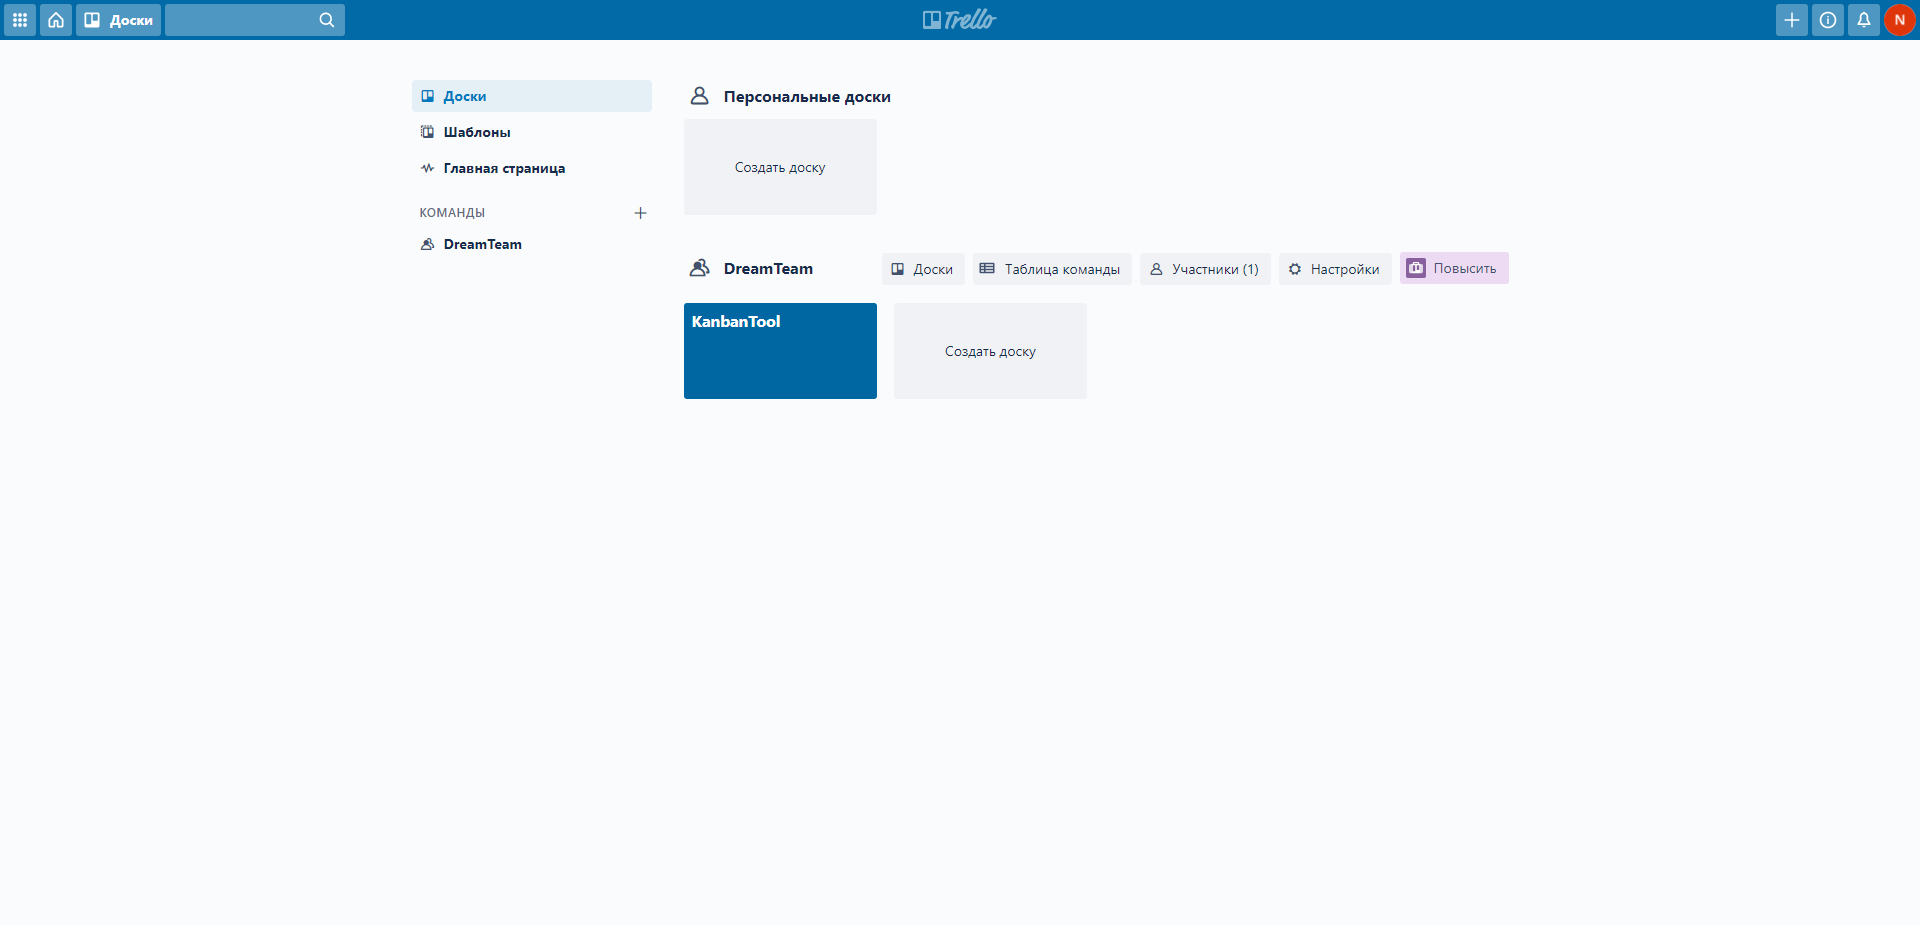 Доски
Trello
N
Доски
Шаблоны
Главная страница
КОМАНДЫ
DreamTeam
Персональные доски
Создать доску
DreamTeam
Доски
Таблица команды
Участники (1)
Настройки
Повысить
KanbanTool
Создать доску